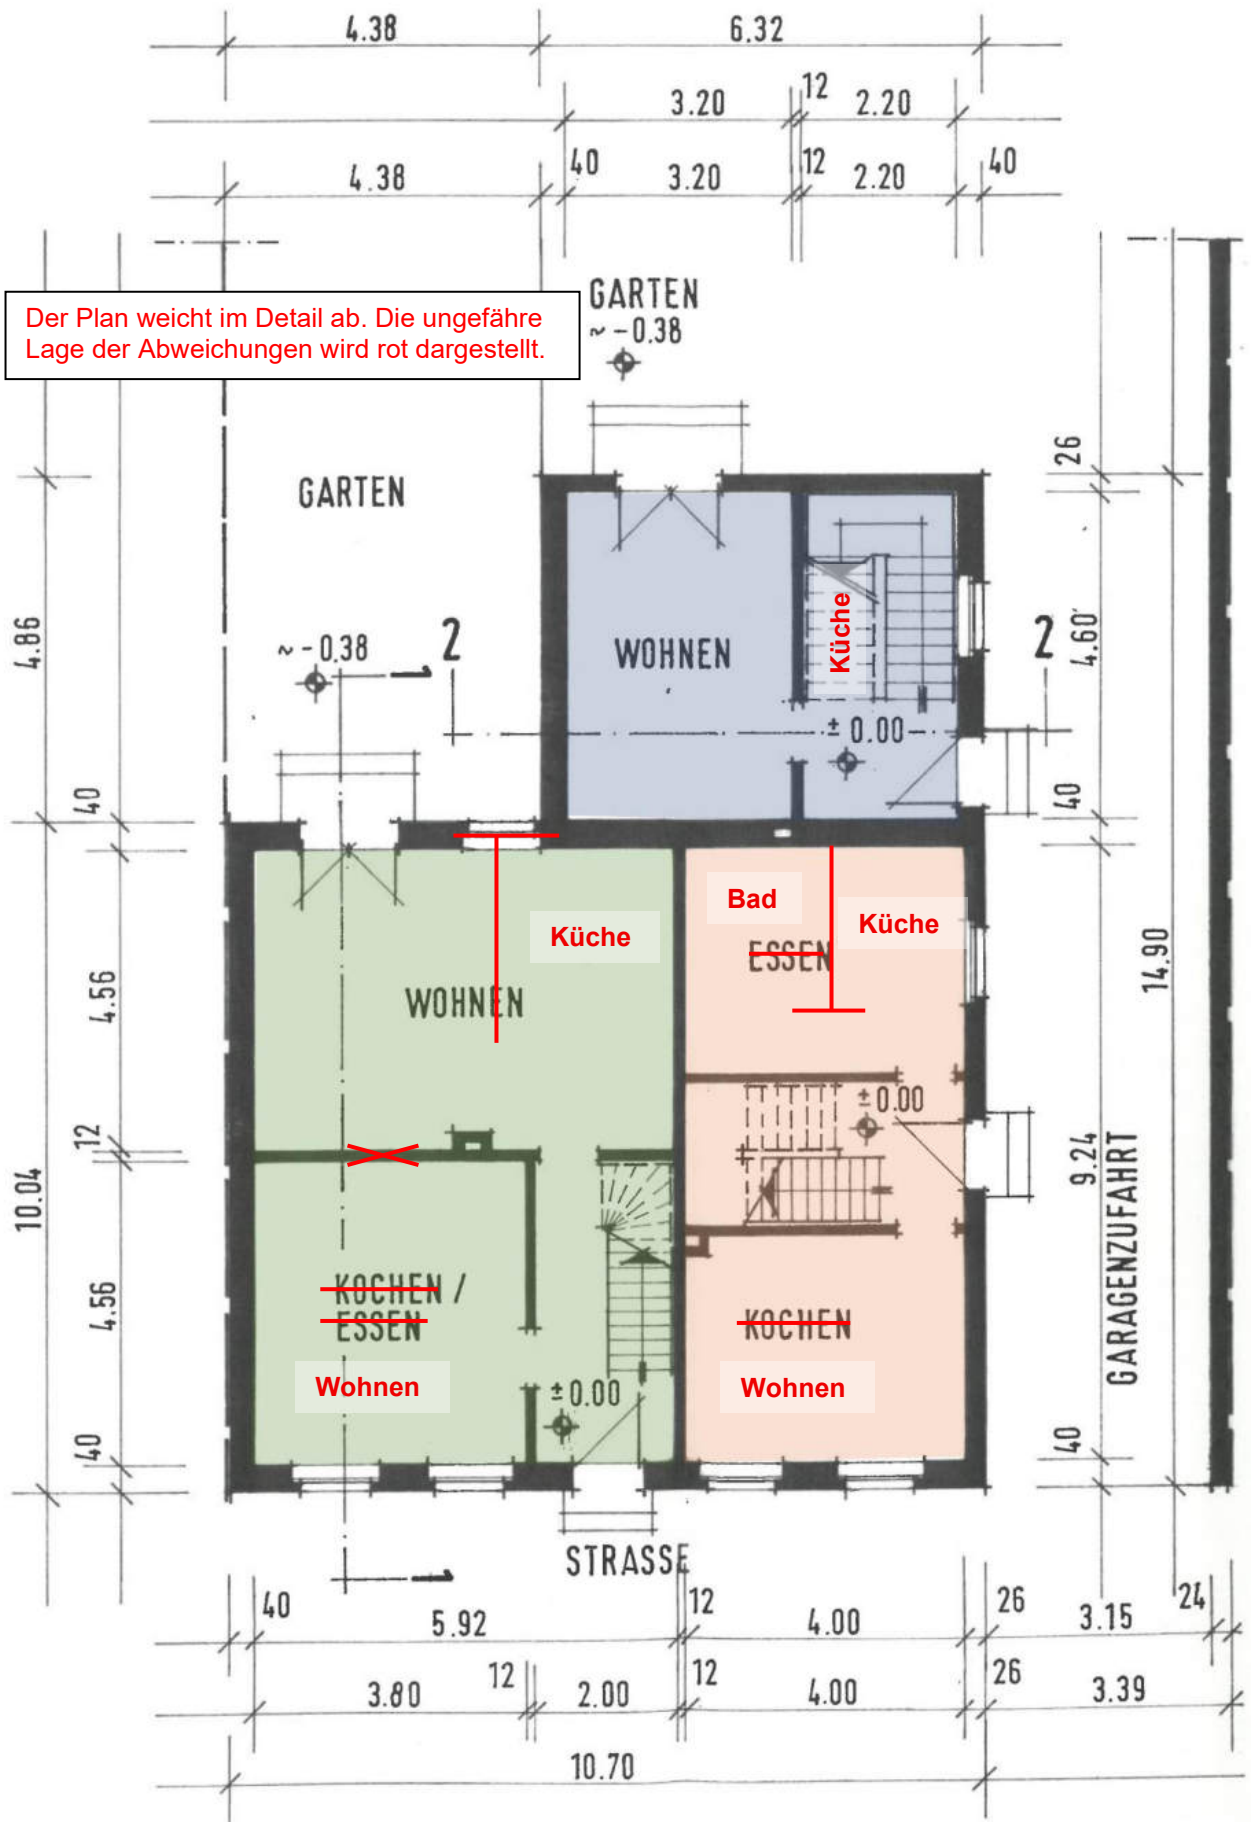 4.38 6.32
3.20 12 2.20
4.38 40 3.20 12 2.20 40
Der Plan weicht im Detail ab. Die ungefähre
Lage der Abweichungen wird rot dargestellt.
GARTEN
~ -0.38
GARTEN
26
4.86
~ -0.38
2
WOHNEN
Küche
2
4.60
± 0.00
40
40
Bad
Küche
Küche
ESSEN
WOHNEN
4.56
14.90
12
± 0.00
10.04
9.24
GARAGENZUFAHRT
KOCHEN /
ESSEN
KOCHEN
4.56
Wohnen
Wohnen
± 0.00
40
40
STRASSE
1
1
40 5.92 12 4.00 26 3.15 24
3.80 12 2.00 12 4.00 26 3.39
10.70